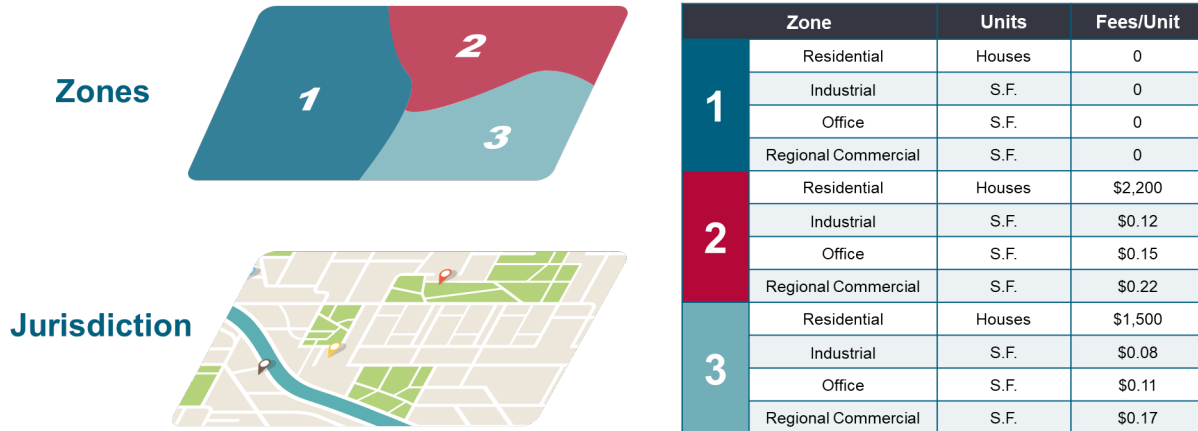 Zones
1
2
3
Jurisdiction
Zone Units Fees/Unit
1
Residential Houses 0
Industrial S.F. 0
Office S.F. 0
Regional Commercial S.F. 0
2
Residential Houses $2,200
Industrial S.F. $0.12
Office S.F. $0.15
Regional Commercial S.F. $0.22
3
Residential Houses $1,500
Industrial S.F. $0.08
Office S.F. $0.11
Regional Commercial S.F. $0.17